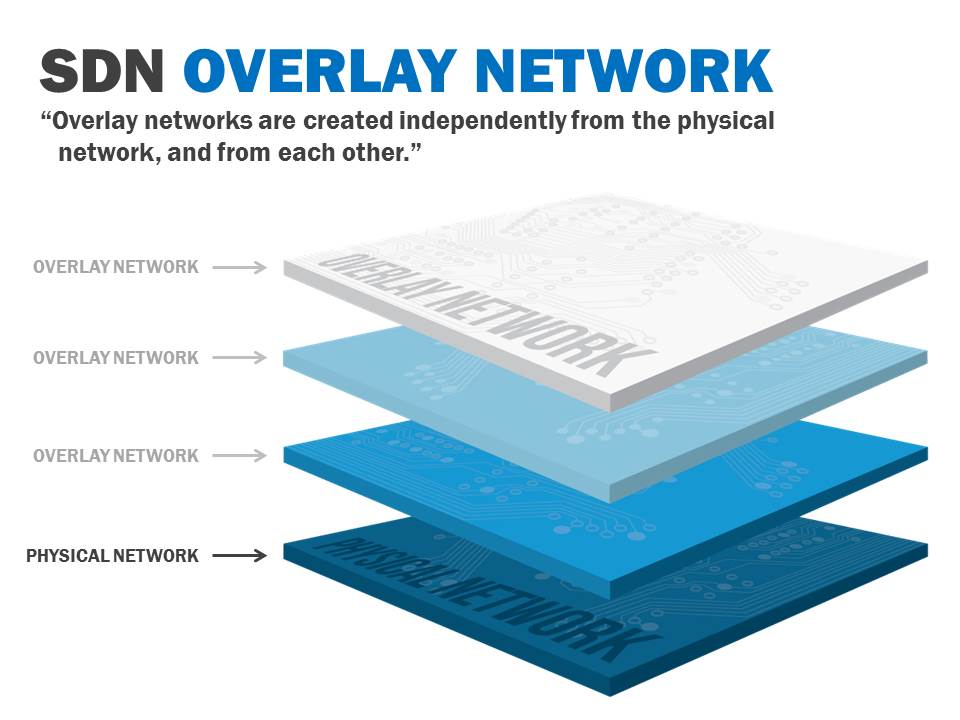 SDN OVERLAY NETWORK
“Overlay networks are created independently from the physical
network, and from each other.”
OVERLAY NETWORK
OVERLAY NETWORK
OVERLAY NETWORK
OVERLAY NETWORK
PHYSICAL NETWORK
PHYSICAL NETWORK